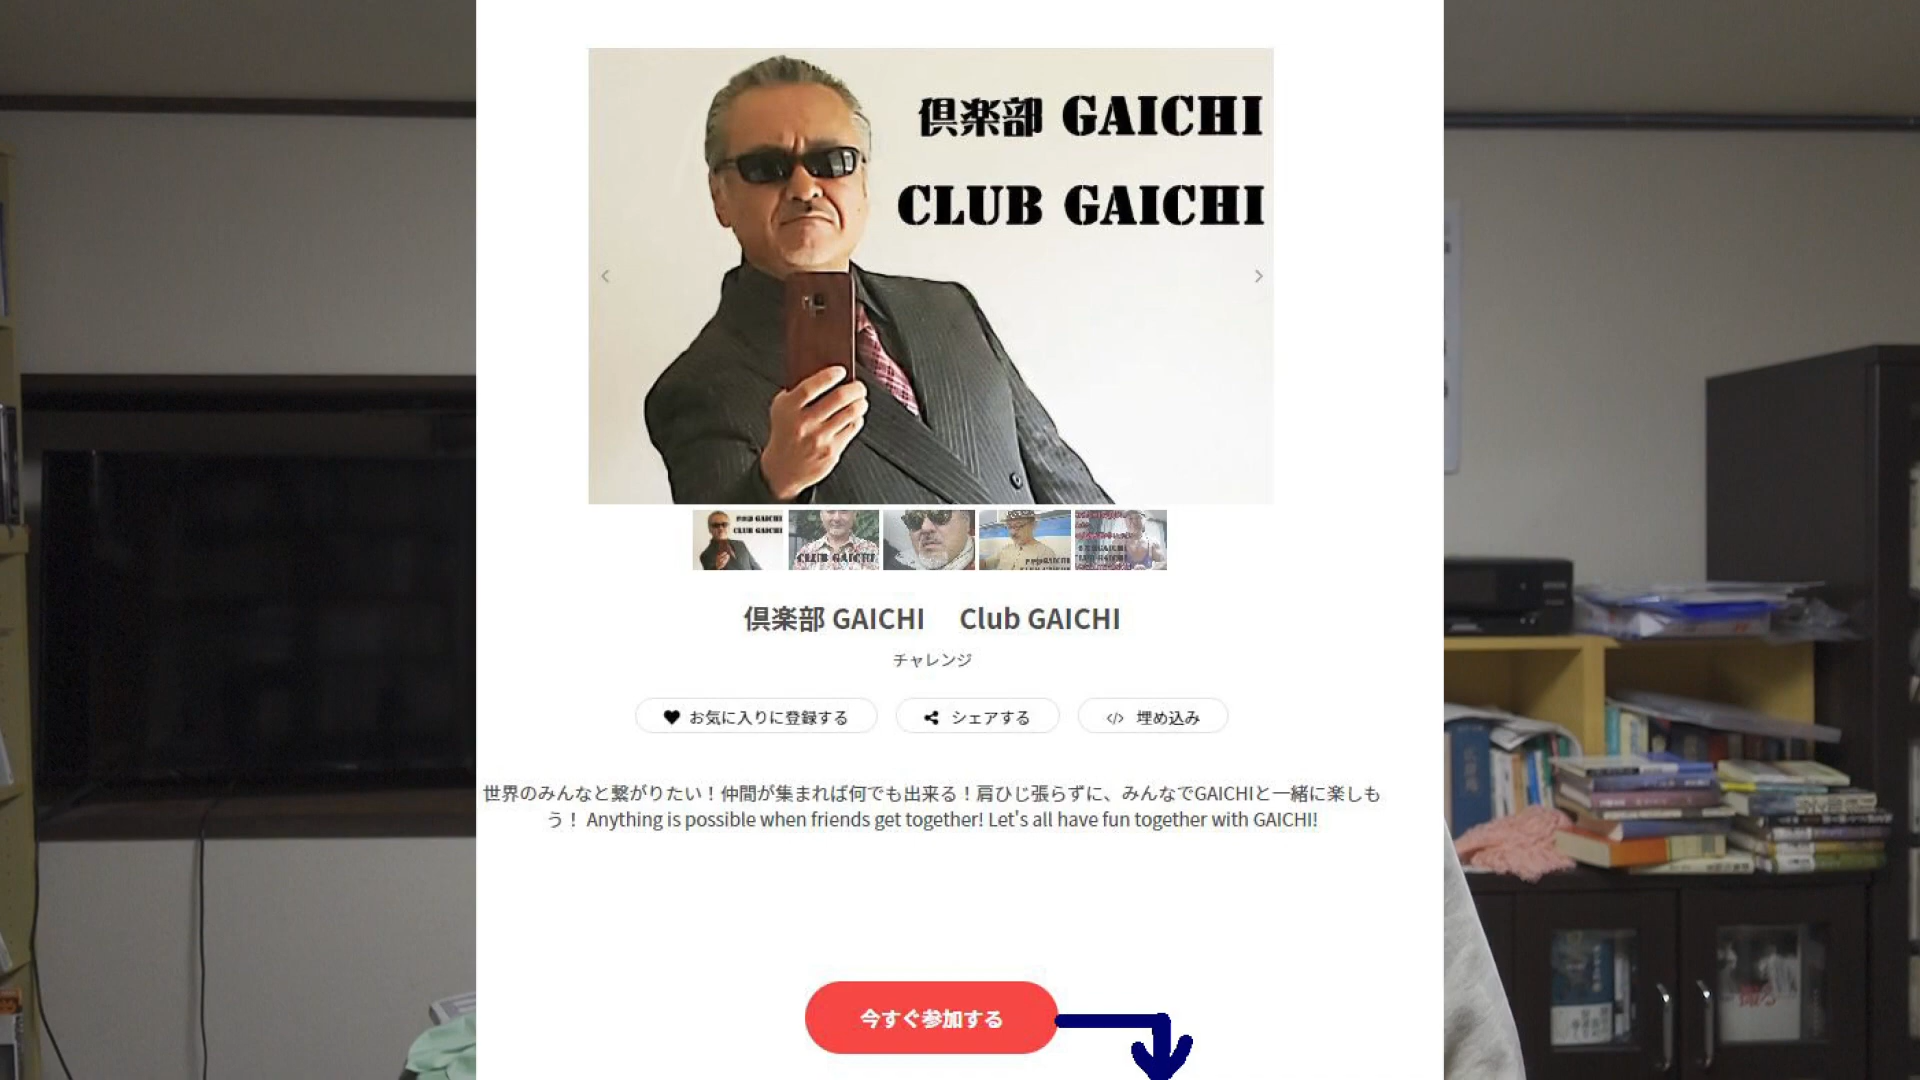 倶楽部 GAICHI
CLUB GAICHI
CLUB GAICHI
CLUB GAICHI
倶楽部 GAICHI Club GAICHI
チャレンジ
お気に入りに登録する
シェアする
</> 埋め込み
世界のみんなと繋がりたい！仲間が集まれば何でも出来る！肩ひじ張らずに、みんなでGAICHIと一緒に楽しも
う！ Anything is possible when friends get together! Let's all have fun together with GAICHI!
今すぐ参加する